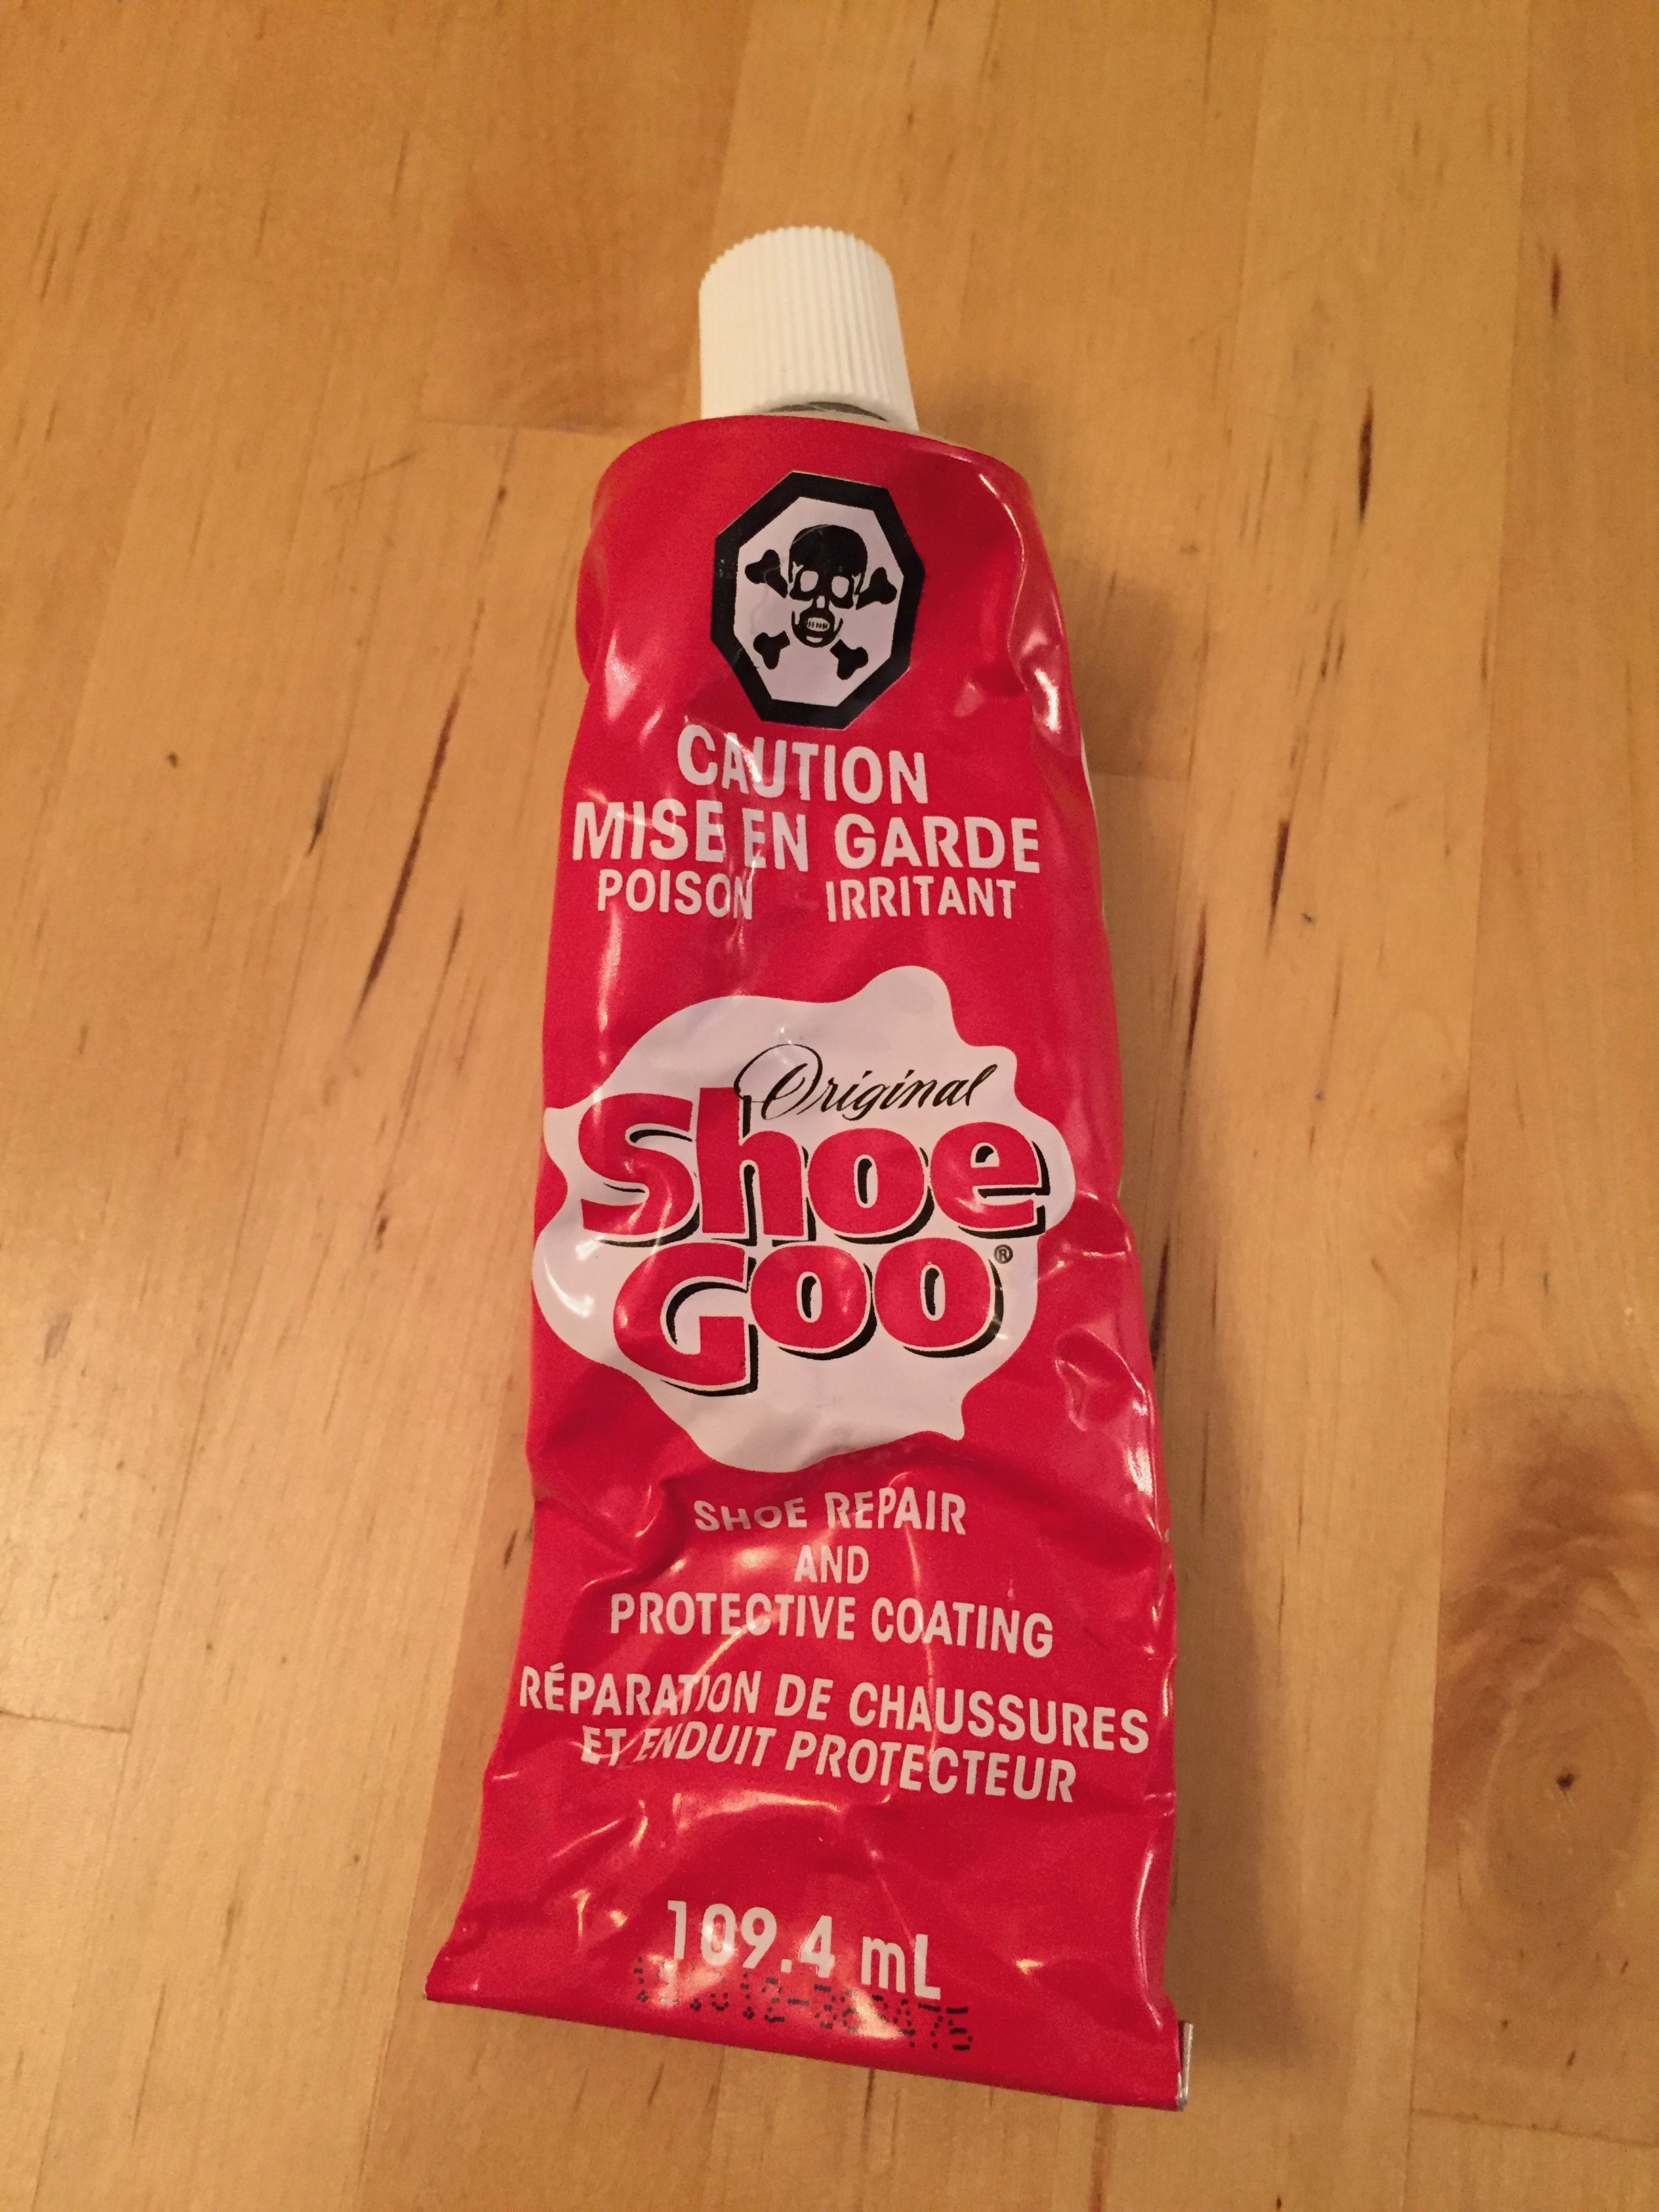 CAUTION
MISE EN GARDE
POISON IRRITANT
Original
Shoe
Goo®
SHOE REPAIR
AND
PROTECTIVE COATING
RÉPARATION DE CHAUSSURES
ET ENDUIT PROTECTEUR
109.4 mL